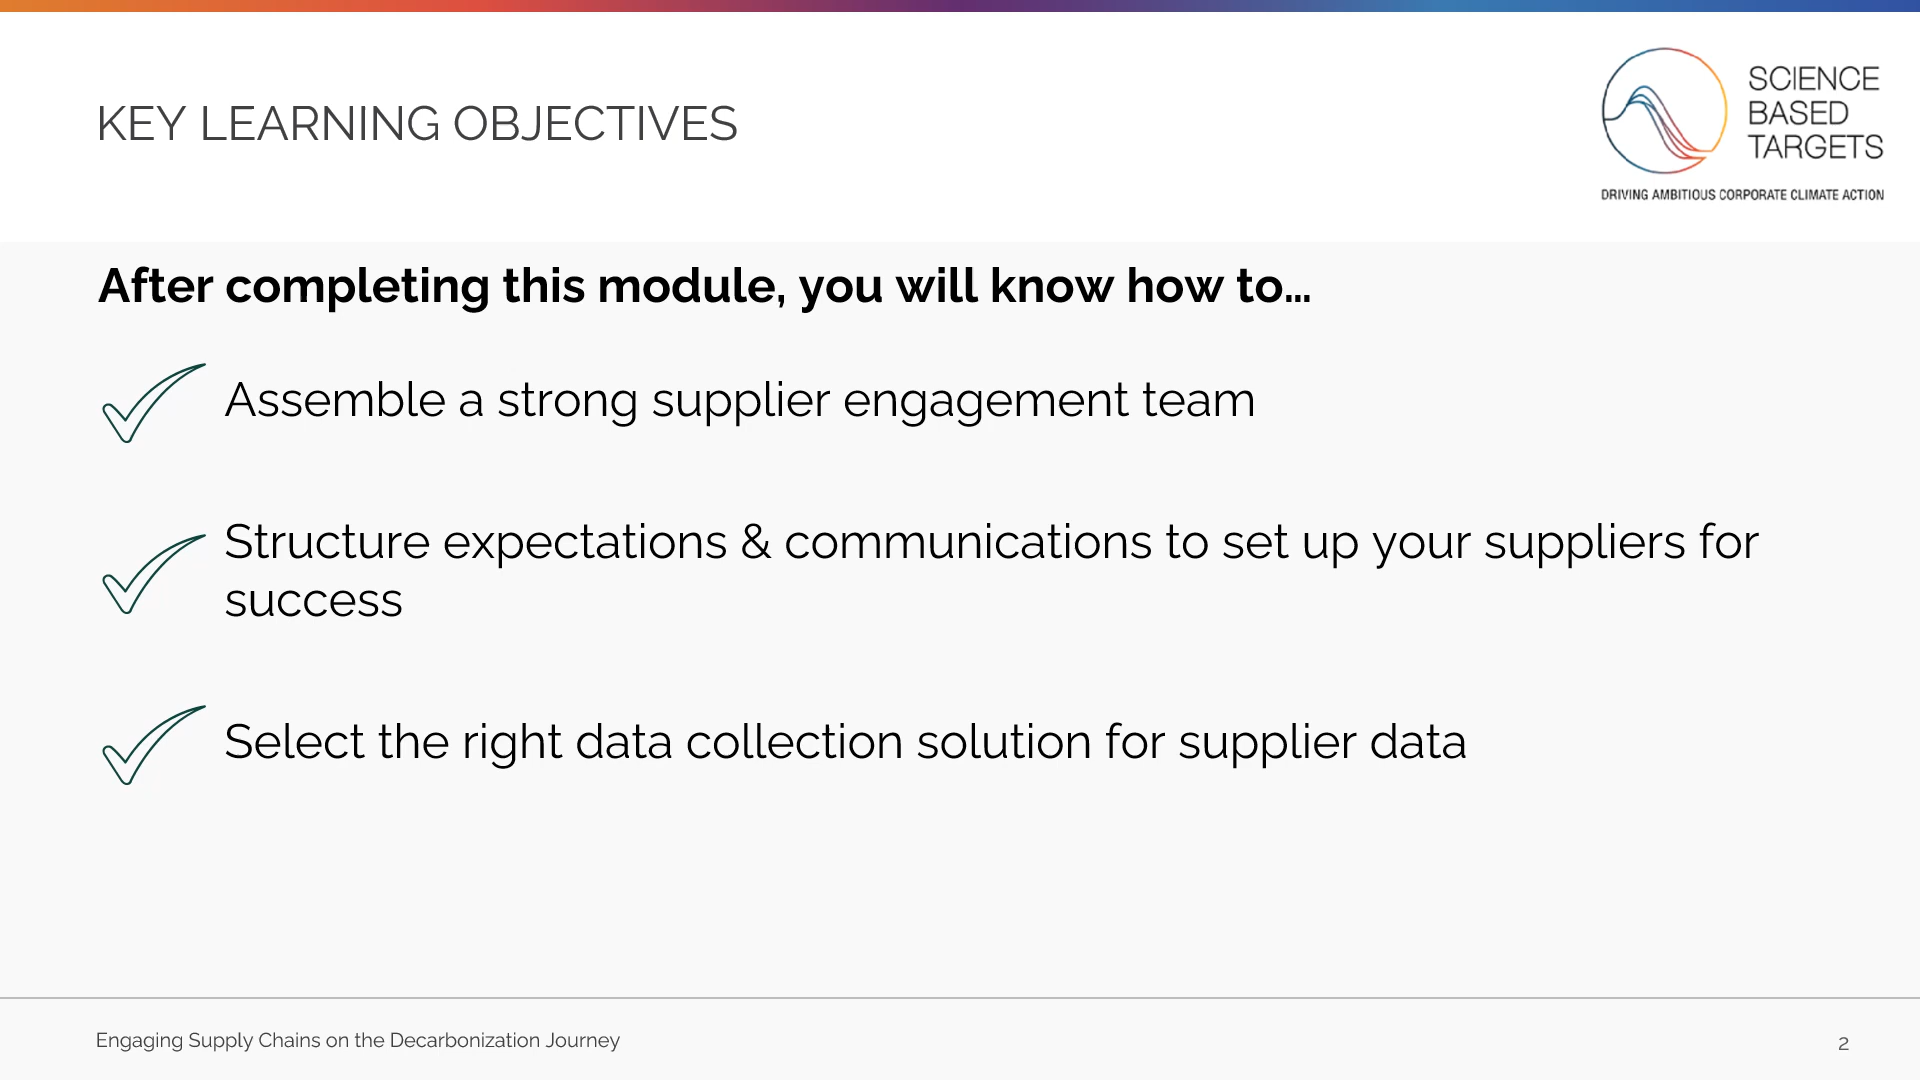 KEY LEARNING OBJECTIVES
SCIENCE
BASED
TARGETS
DRIVING AMBITIOUS CORPORATE CLIMATE ACTION
After completing this module, you will know how to...
Assemble a strong supplier engagement team
Structure expectations & communications to set up your suppliers for
success
Select the right data collection solution for supplier data
Engaging Supply Chains on the Decarbonization Journey
2